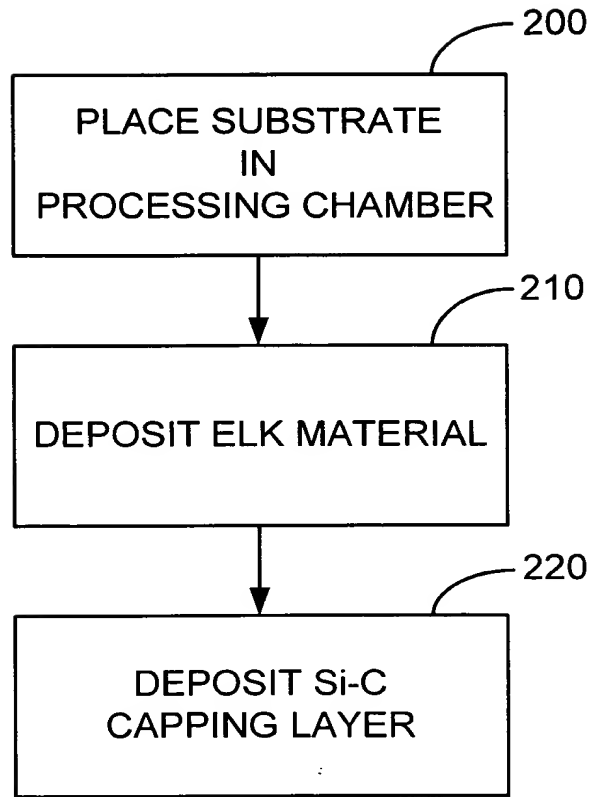 200
PLACE SUBSTRATE
IN
PROCESSING CHAMBER
210
DEPOSIT ELK MATERIAL
220
DEPOSIT Si-C
CAPPING LAYER